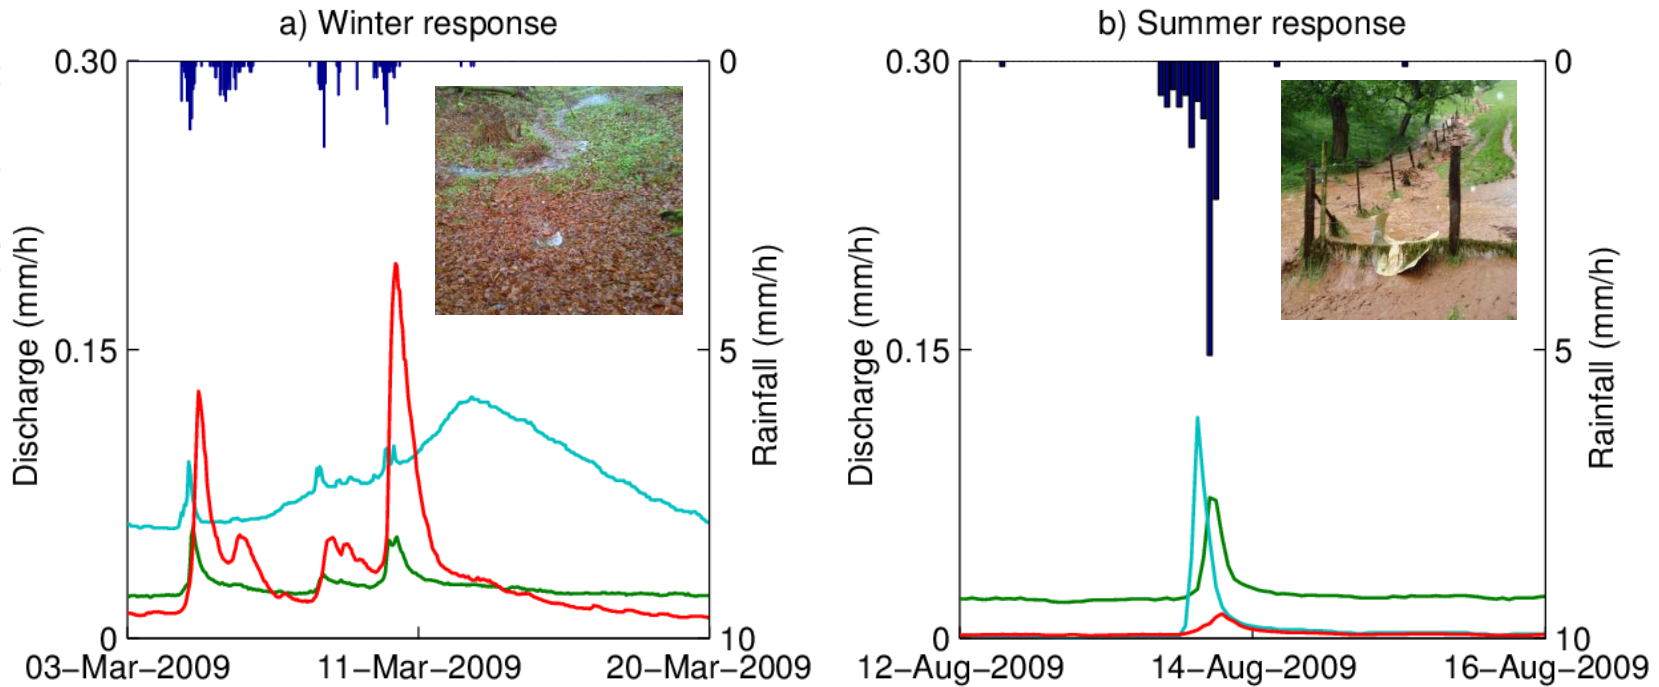 a) Winter response
0.30
0.15
0
Discharge (mm/h)
0
5
10
Rainfall (mm/h)
03−Mar−2009
11−Mar−2009
20−Mar−2009
b) Summer response
0.30
0.15
0
Discharge (mm/h)
0
5
10
Rainfall (mm/h)
12−Aug−2009
14−Aug−2009
16−Aug−2009